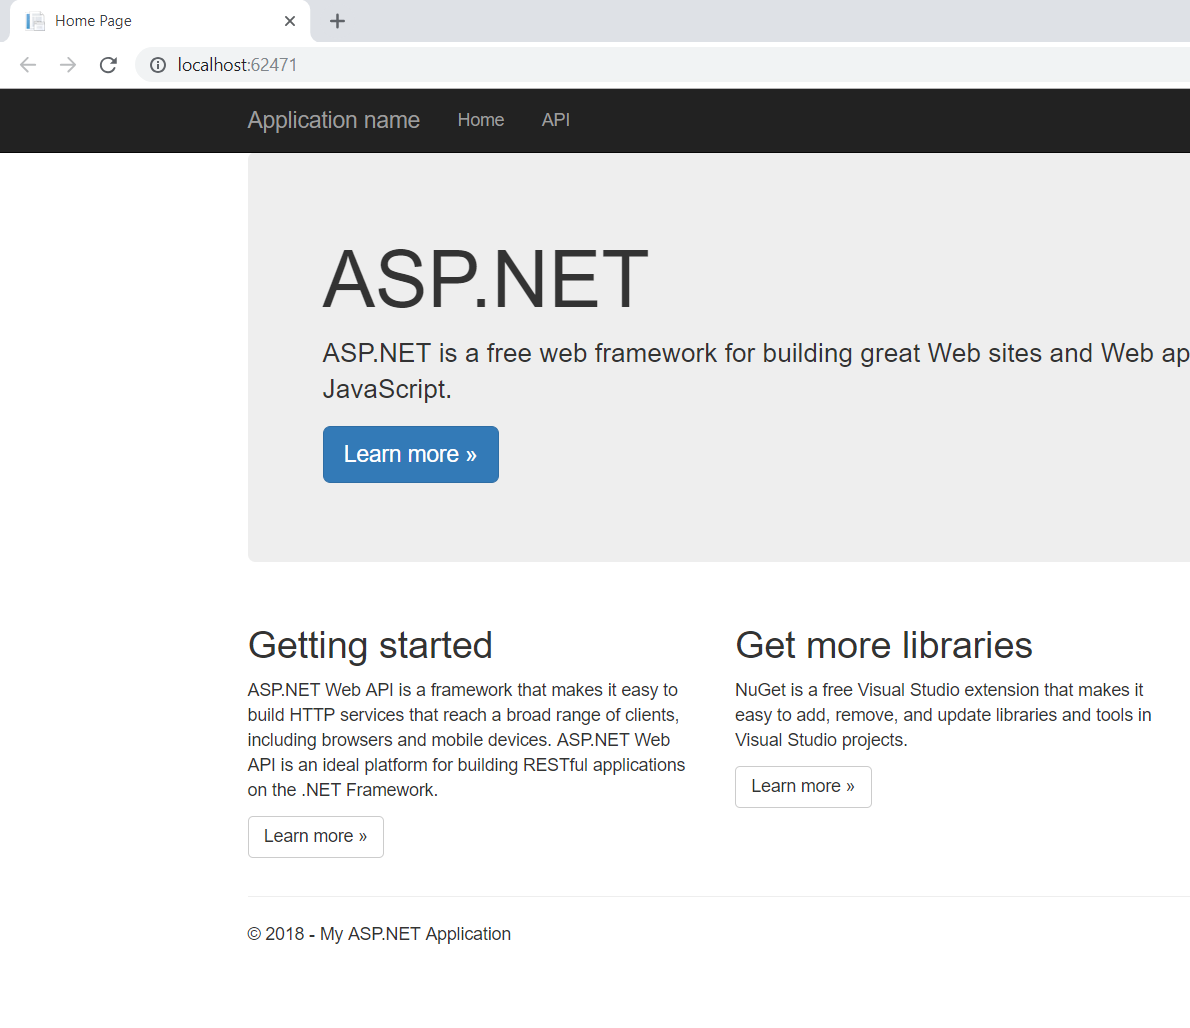 Home Page
localhost:62471
Application name Home API
ASP.NET
ASP.NET is a free web framework for building great Web sites and Web ap
JavaScript.
Learn more »
Getting started
ASP.NET Web API is a framework that makes it easy to
build HTTP services that reach a broad range of clients,
including browsers and mobile devices. ASP.NET Web
API is an ideal platform for building RESTful applications
on the .NET Framework.
Learn more »
Get more libraries
NuGet is a free Visual Studio extension that makes it
easy to add, remove, and update libraries and tools in
Visual Studio projects.
Learn more »
© 2018 - My ASP.NET Application